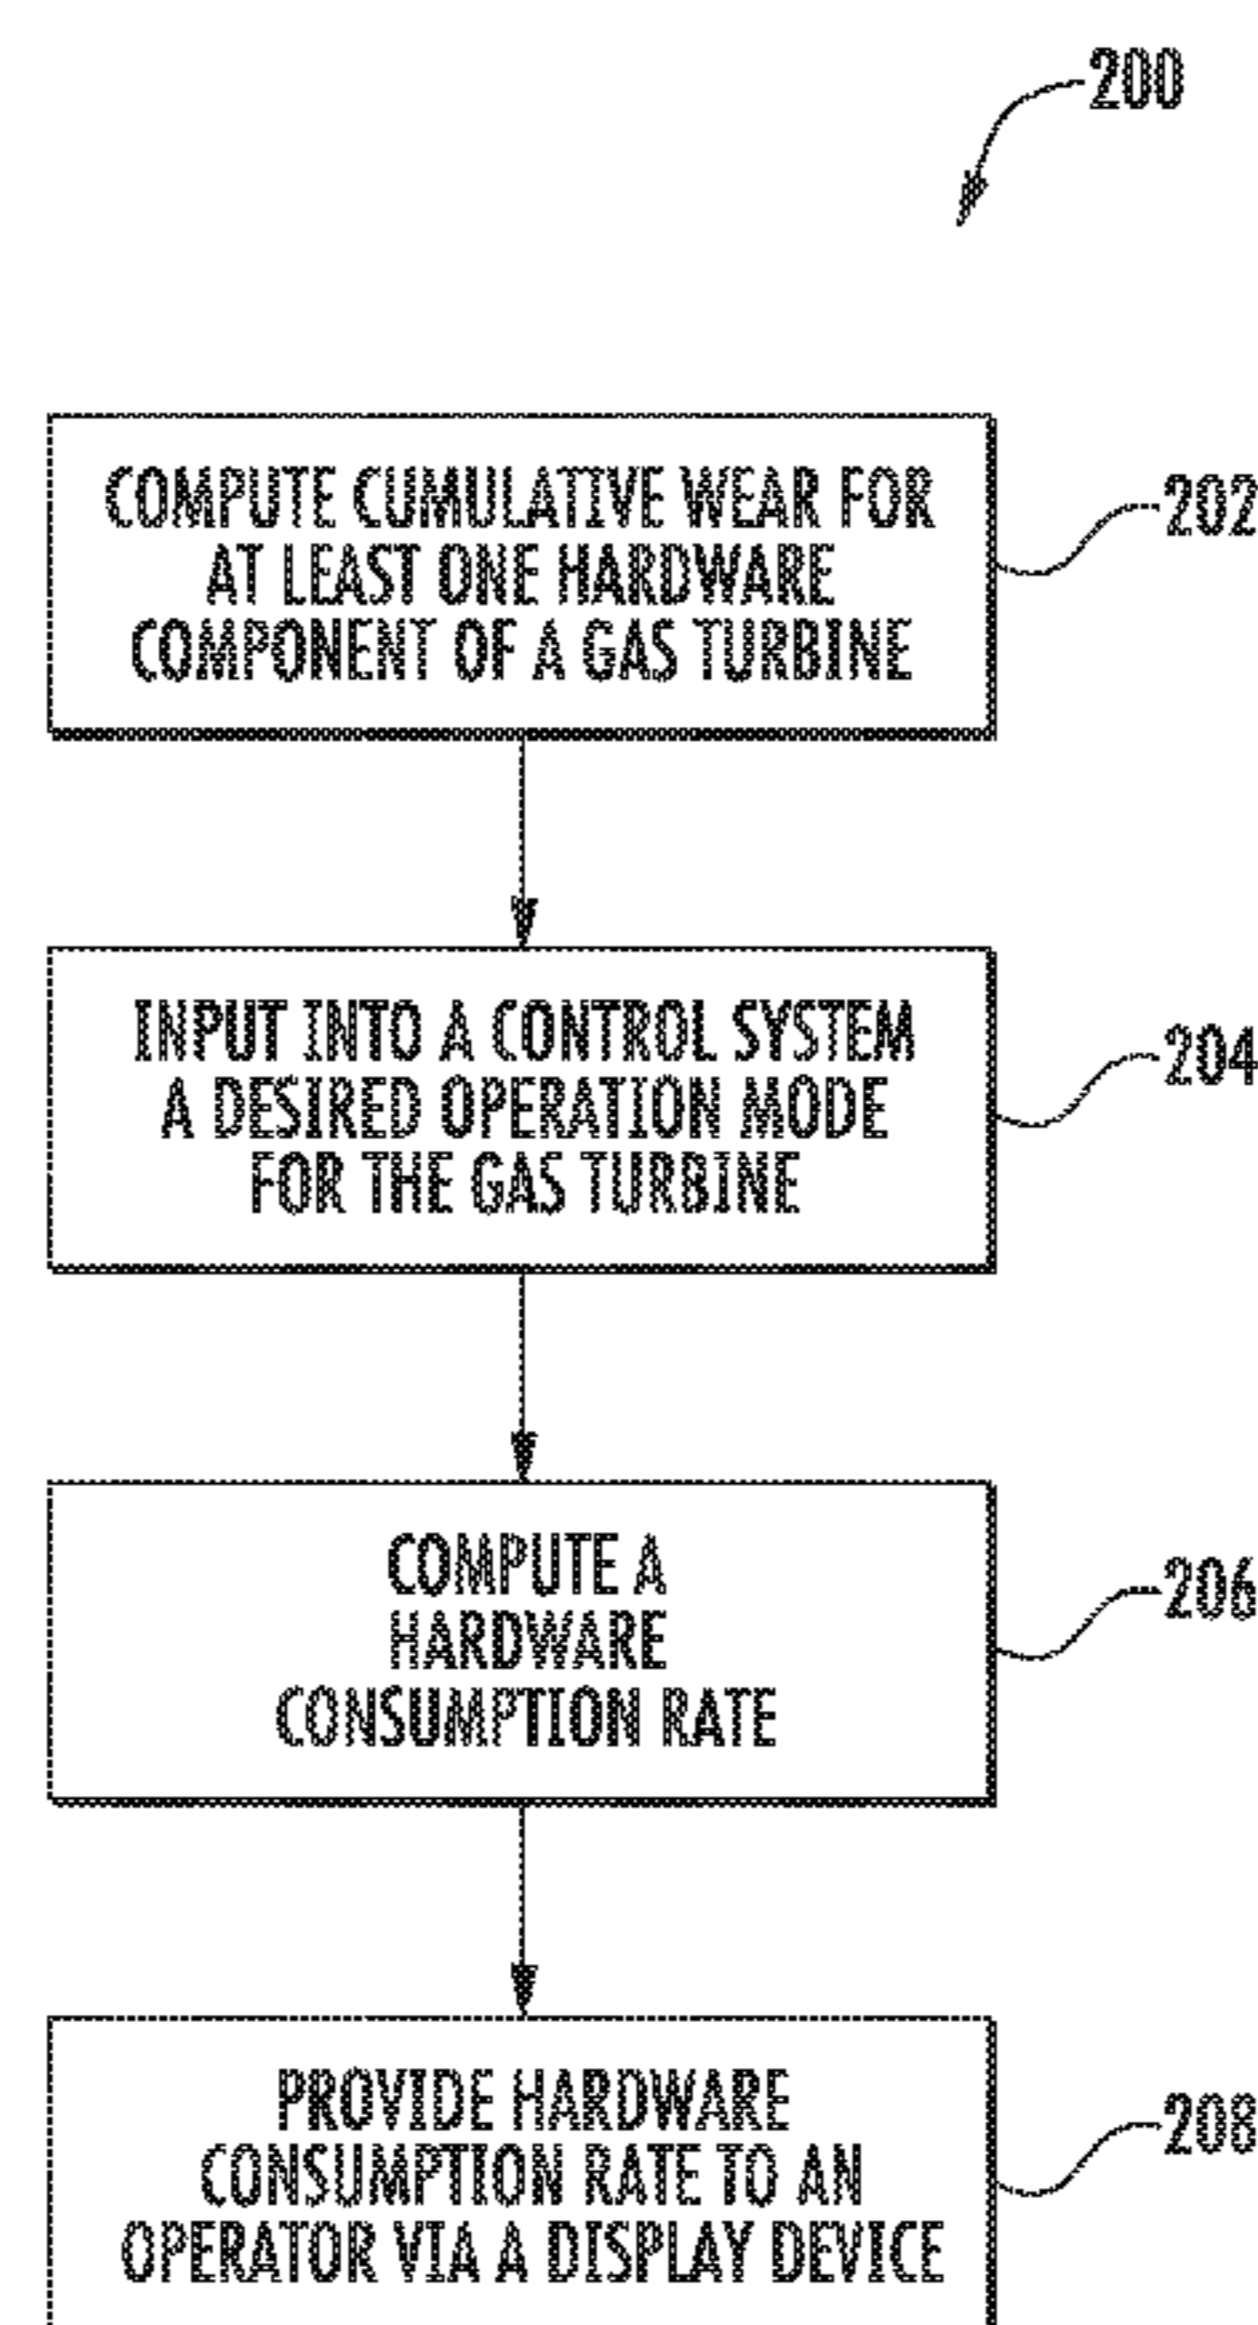 200
COMPUTE CUMULATIVE WEAR FOR
AT LEAST ONE HARDWARE
COMPONENT OF A GAS TURBINE
202
INPUT INTO A CONTROL SYSTEM
A DESIRED OPERATION MODE
FOR THE GAS TURBINE
204
COMPUTE A
HARDWARE
CONSUMPTION RATE
206
PROVIDE HARDWARE
CONSUMPTION RATE TO AN
OPERATOR VIA A DISPLAY DEVICE
208